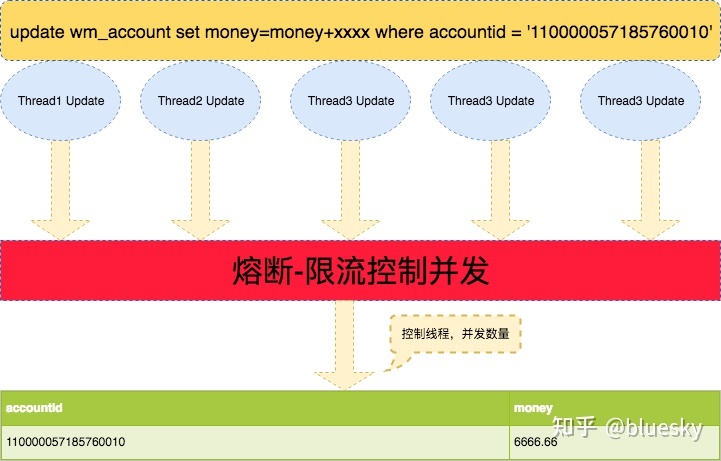 update wm_account set money=money+xxxx where accountid = '110000057185760010'
Thread1 Update
Thread2 Update
Thread3 Update
Thread3 Update
Thread3 Update
熔断-限流控制并发
控制线程，并发数量
accountId
money
110000057185760010
6666.66
知乎 @bluesky